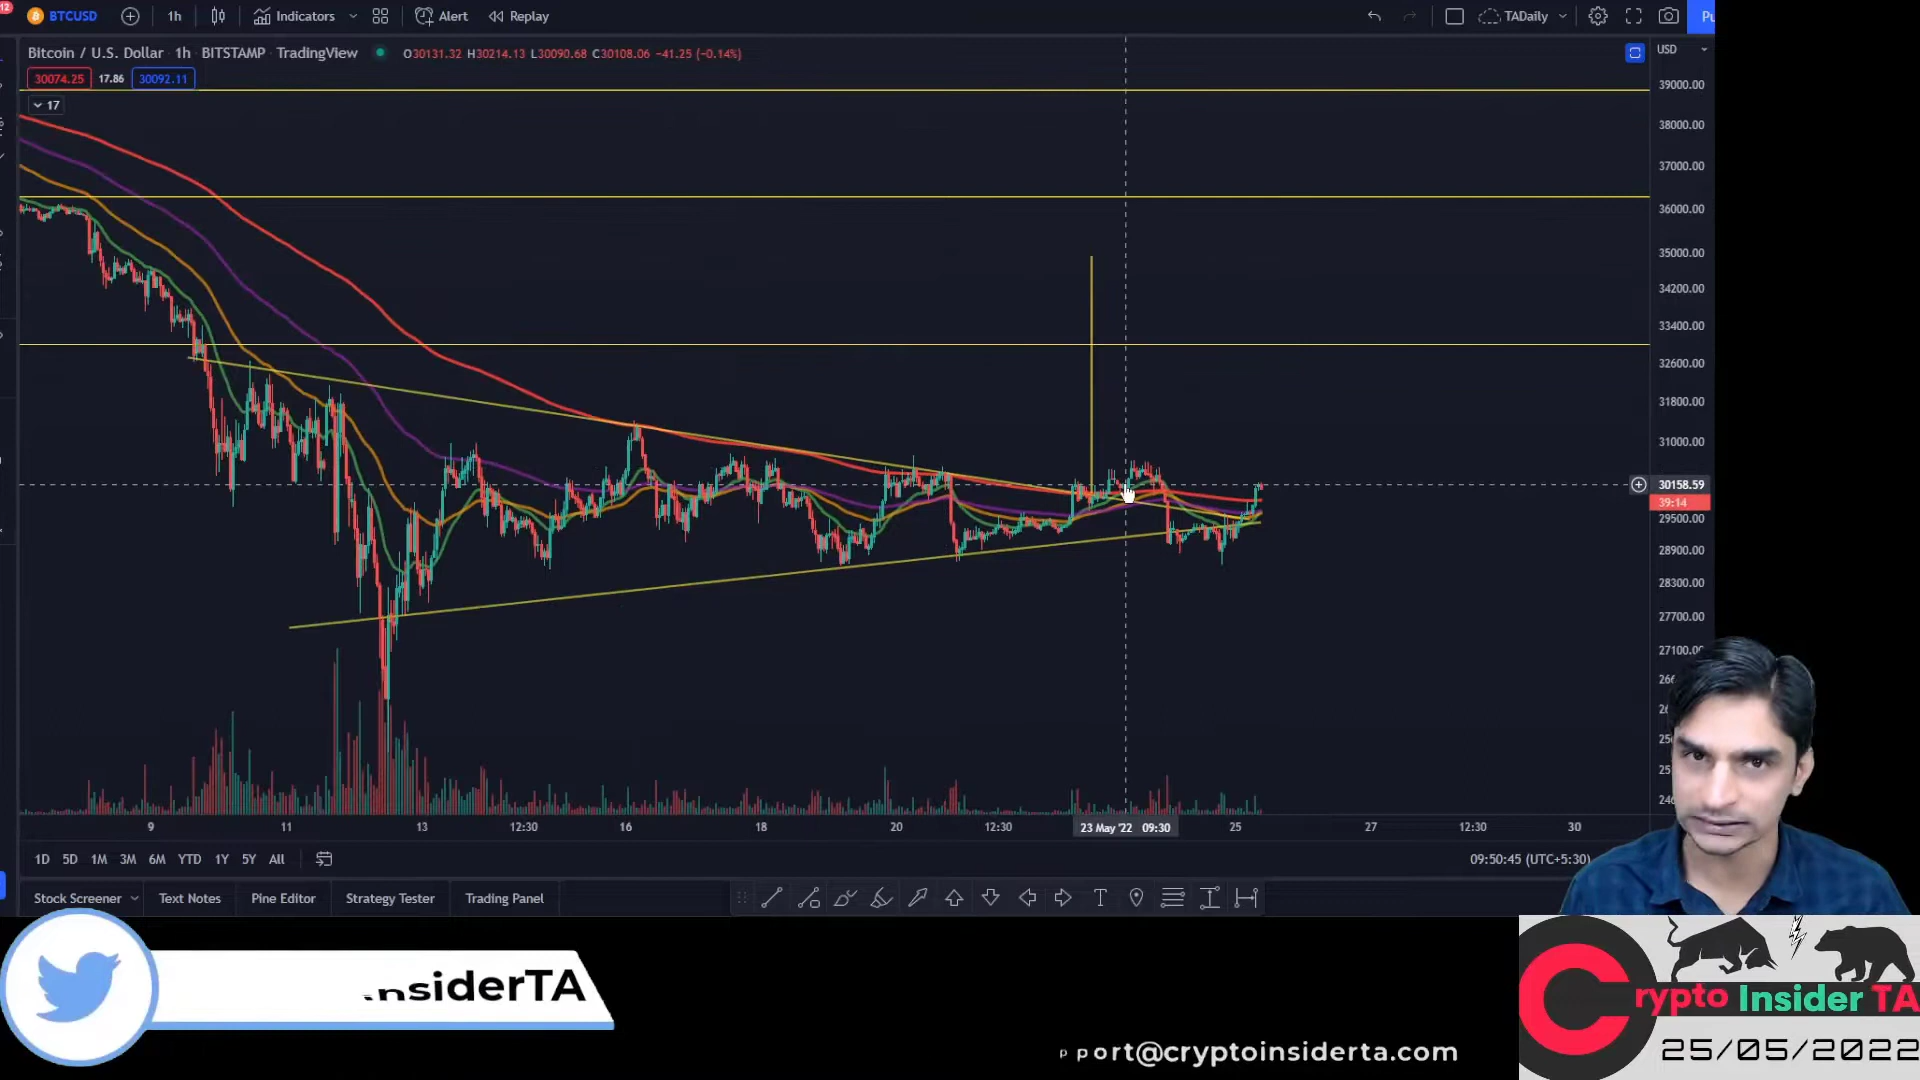 12
BTCUSD
1h
Indicators
Alert
Replay
TADaily
Bitcoin / U.S. Dollar · 1h · BITSTAMP · TradingView
O30131.32 H30214.13 L30090.68 C30108.06 −41.25 (−0.14%)
USD
30074.25 17.86 30092.11
17
39000.00
38000.00
37000.00
36000.00
35000.00
34200.00
33400.00
32600.00
31800.00
31000.00
30158.59
39:14
29500.00
28900.00
28300.00
27700.00
27100.00
9 11 13 12:30 16 18 20 12:30 23 May '22 09:30 25 27 12:30 30
1D 5D 1M 3M 6M YTD 1Y 5Y All
09:50:45 (UTC+5:30)
Stock Screener Text Notes Pine Editor Strategy Tester Trading Panel
nsiderTA
port@cryptoinsiderta.com
Crypto Insider TA
25/05/2022